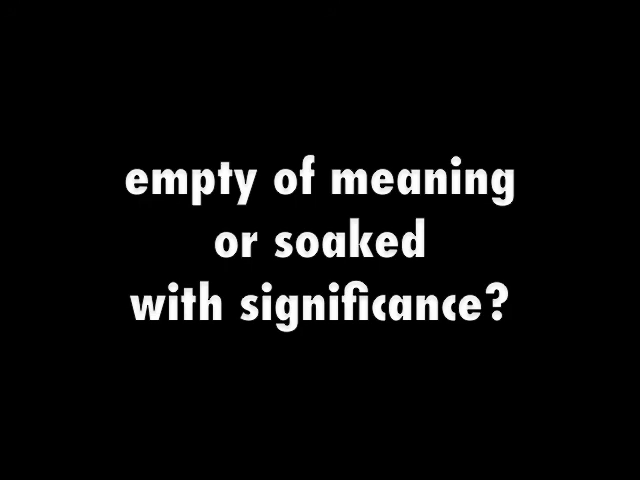 empty of meaning
or soaked
with significance?